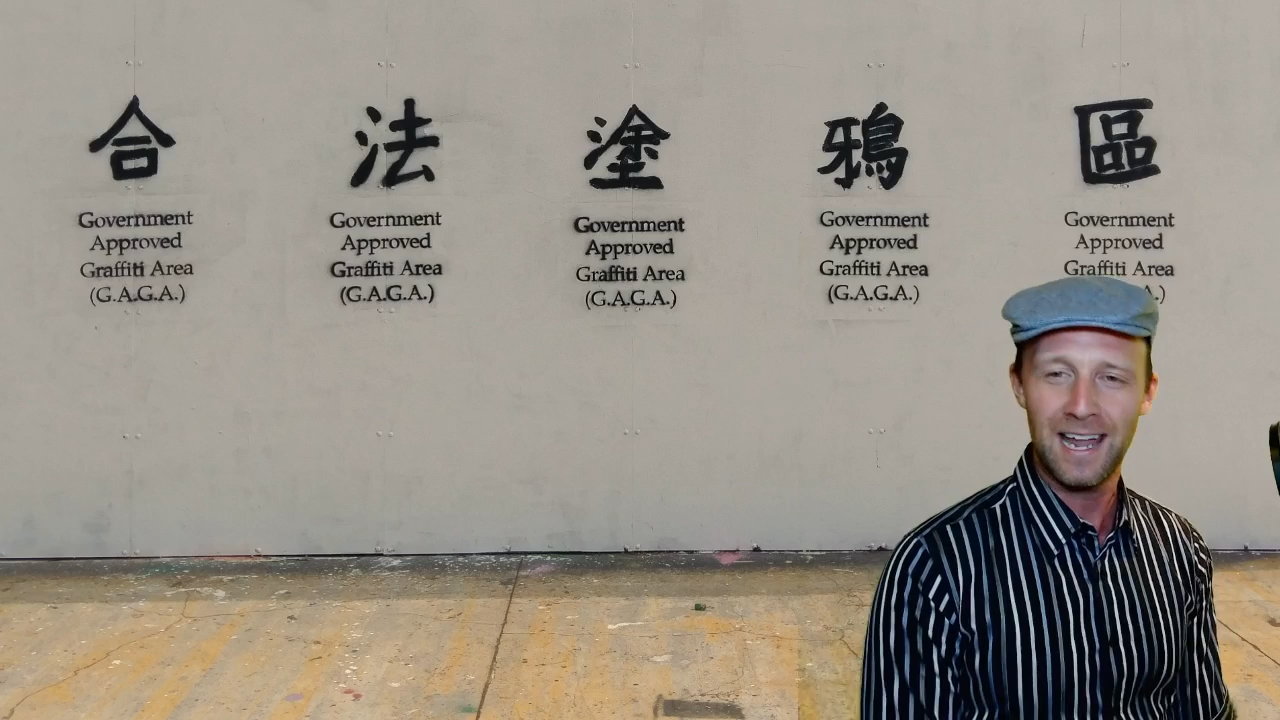 合 法 塗 鴉 區
Government
Approved
Graffiti Area
(G.A.G.A.)
Government
Approved
Graffiti Area
(G.A.G.A.)
Government
Approved
Graffiti Area
(G.A.G.A.)
Government
Approved
Graffiti Area
(G.A.G.A.)
Government
Approved
Graffiti Area
A.)